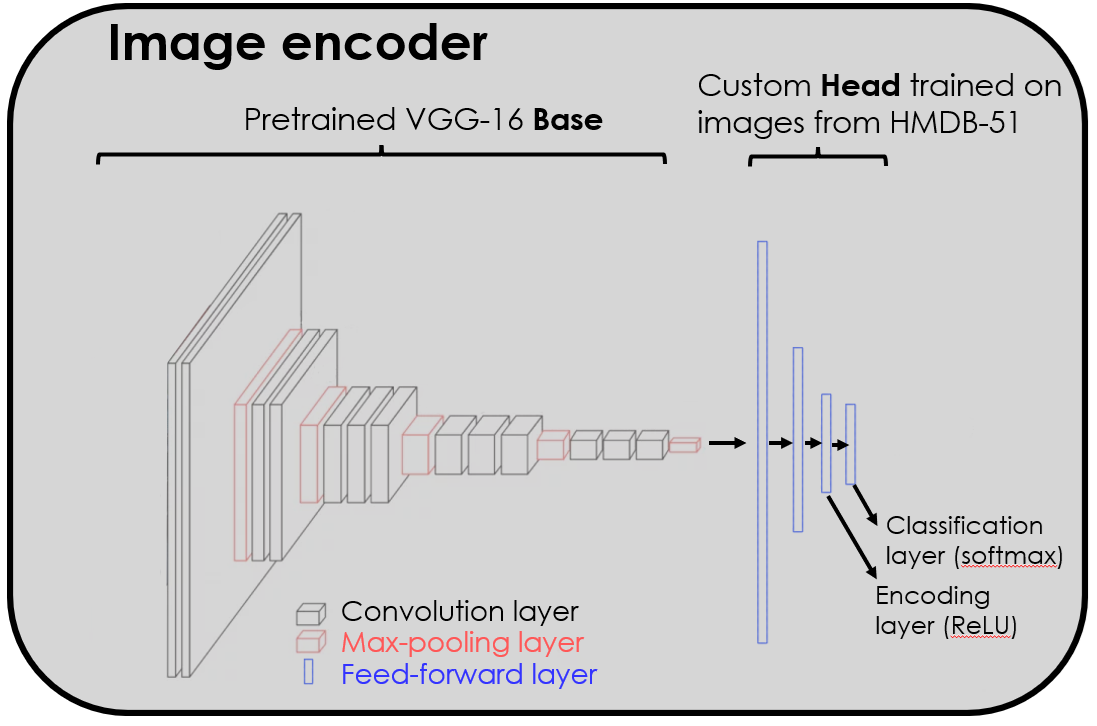 Image encoder
Pretrained VGG-16 Base
Custom Head trained on
images from HMDB-51
Classification
layer (softmax)
Encoding
layer (ReLU)
Convolution layer
Max-pooling layer
Feed-forward layer